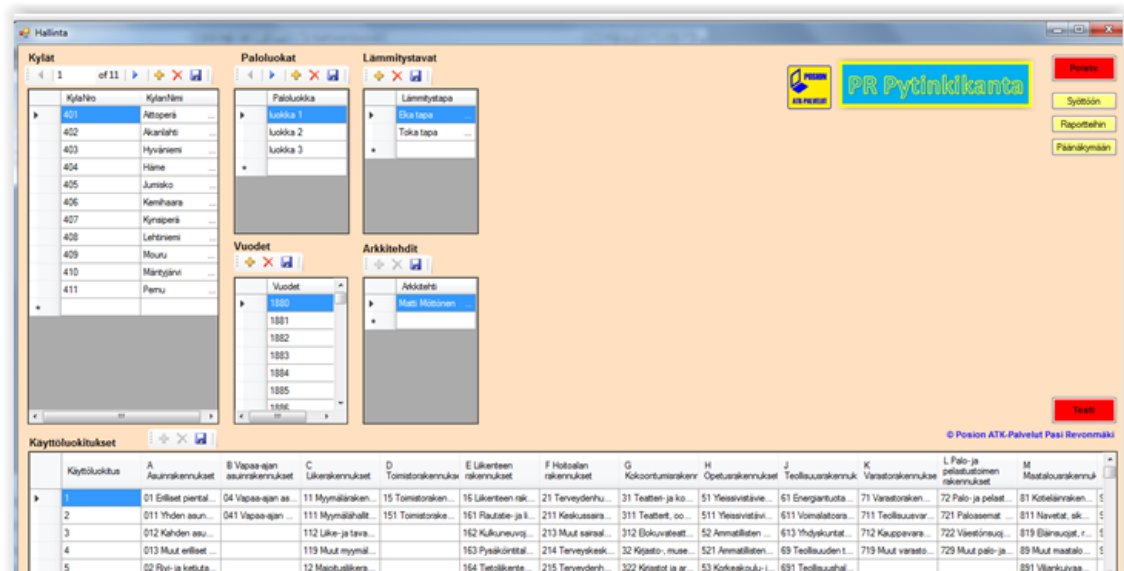 Hallinta
Kylät
1 of 11
KylaNro KylanNimi
401 Attoperä ...
402 Akanlahti ...
403 Hyväniemi ...
404 Häme ...
405 Jumisko ...
406 Kemihaara ...
407 Kynsiperä ...
408 Lehtiniemi ...
409 Mouru ...
410 Mäntyjärvi ...
411 Pernu ...
Paloluokat
Paloluokka
luokka 1
luokka 2
luokka 3
Lämmitystavat
Lämmitystapa
Eka tapa ...
Toka tapa ...
Vuodet
Vuodet
1880
1881
1882
1883
1884
1885
1886
Arkkitehdit
Arkkitehti
Matti Möttönen ...
POSION
ATK-PALVELUT
PR Pytinkikanta
Poistu
Syöttöön
Raportteihin
Päänäkymään
Testi
© Posion ATK-Palvelut Pasi Revonmäki
Käyttöluokitukset
Käyttöluokitus
A Asuinrakennukset
B Vapaa-ajan asuinrakennukset
C Liikerakennukset
D Toimistorakennukse
E Liikenteen rakennukset
F Hoitoalan rakennukset
G Kokoontumisrakenr
H Opetusrakennukset
J Teollisuusrakennuk
K Varastorakennukse
L Palo- ja pelastustoimen rakennukset
M Maatalousrakennuk
1 01 Erilliset piental... 04 Vapaa-ajan as... 11 Myymälärakèn... 15 Toimistoraken... 16 Liikenteen rak... 21 Terveydenhu... 31 Teatteri- ja ko... 51 Yleissivistävie... 61 Energiantuota... 71 Varastoraken... 72 Palo- ja pelast... 81 Kotieläinraken...
2 011 Yhden asun... 041 Vapaa-ajan ... 111 Myymälähallit... 151 Toimistorake... 161 Rautatie- ja li... 211 Keskussaira... 311 Teatterit, oo... 511 Yleissivistävi... 611 Voimalaitosra... 711 Teollisuusvar... 721 Paloasemat ... 811 Navetat, sik...
3 012 Kahden asu... 112 Liike- ja tava... 162 Kulkuneuvoj... 213 Muut sairaal... 312 Elokuvateatt... 52 Ammatillisten ... 613 Yhdyskuntat... 712 Kauppavara... 722 Väestönsuoj... 819 Eläinsuojat, r...
4 013 Muut erilliset ... 119 Muut myymäl... 163 Pysäköintital... 214 Terveyskesk... 32 Kirjasto-, muse... 521 Ammatillisten... 69 Teollisuuden t... 719 Muut varasto... 729 Muut palo- ja... 89 Muut maatalo...
5 02 Rivi- ja ketjuta... 12 Majoitusliikera... 164 Tietoliikente... 215 Terveydenh... 322 Kirjastot ja ar... 53 Korkeakoulu- j... 691 Teollisuushal... 891 Viljankuivaa...